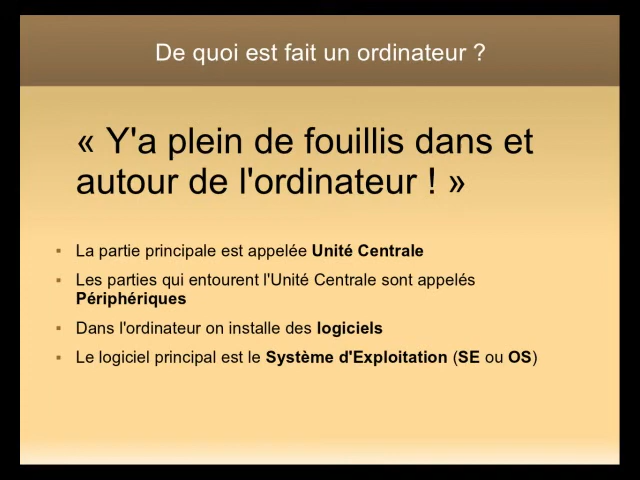 De quoi est fait un ordinateur ?
« Y'a plein de fouillis dans et
autour de l'ordinateur ! »
La partie principale est appelée Unité Centrale
Les parties qui entourent l'Unité Centrale sont appelés
Périphériques
Dans l'ordinateur on installe des logiciels
Le logiciel principal est le Système d'Exploitation (SE ou OS)